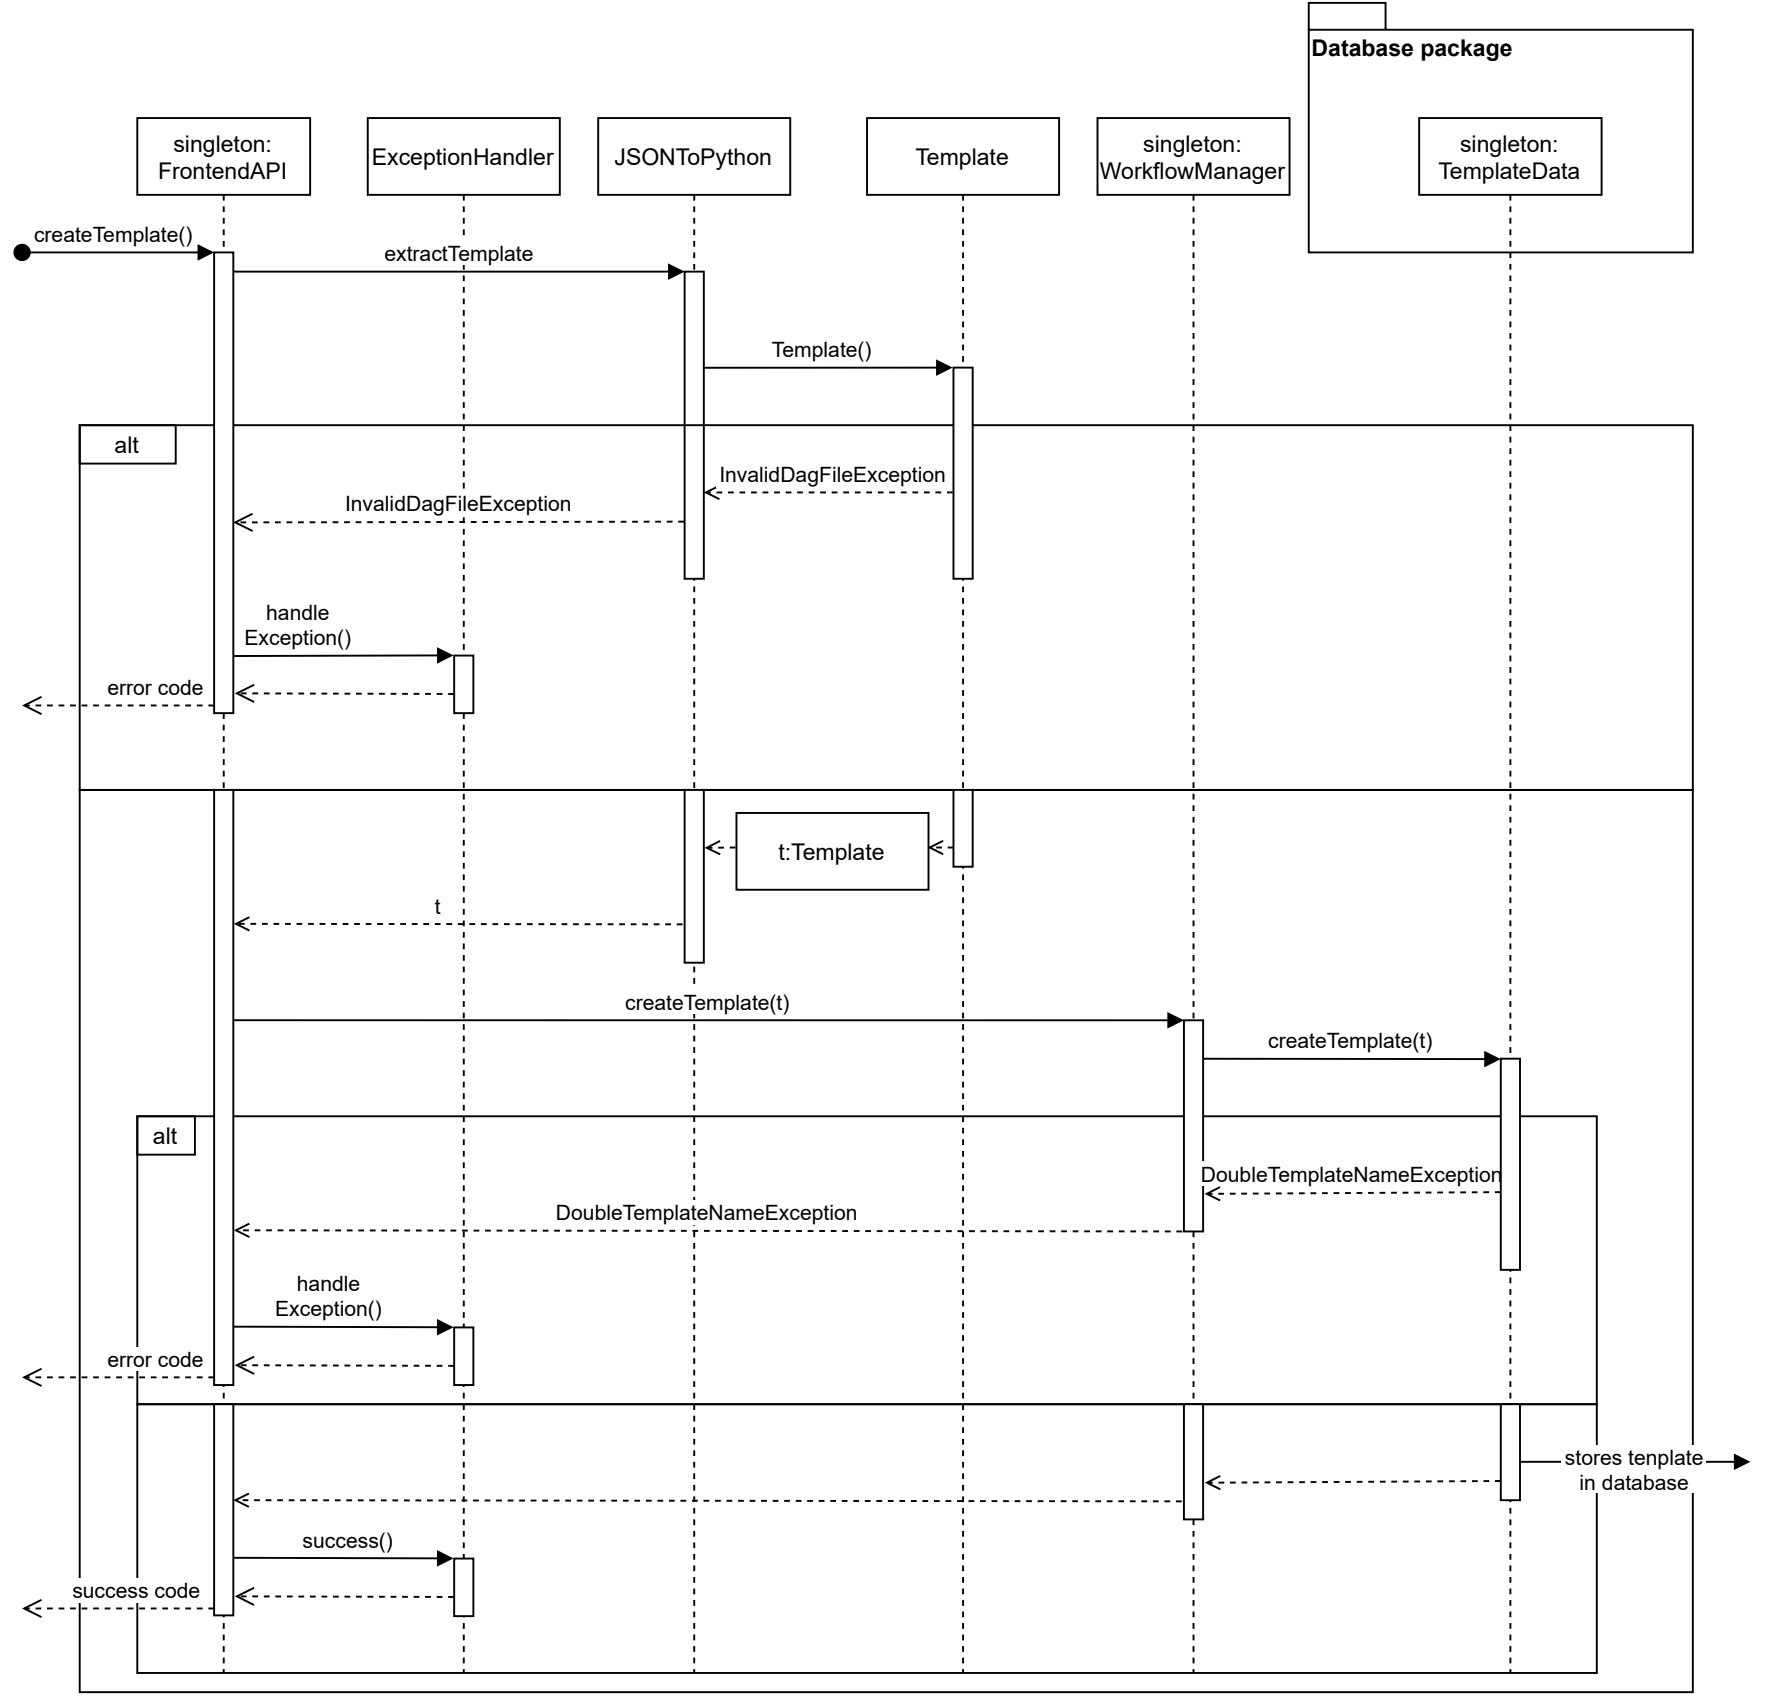 Database package
singleton:
FrontendAPI
ExceptionHandler
JSONToPython
Template
singleton:
WorkflowManager
singleton:
TemplateData
createTemplate()
extractTemplate
Template()
alt
InvalidDagFileException
InvalidDagFileException
handle
Exception()
error code
t:Template
t
createTemplate(t)
createTemplate(t)
alt
DoubleTemplateNameException
DoubleTemplateNameException
handle
Exception()
error code
stores tenplate
in database
success()
success code